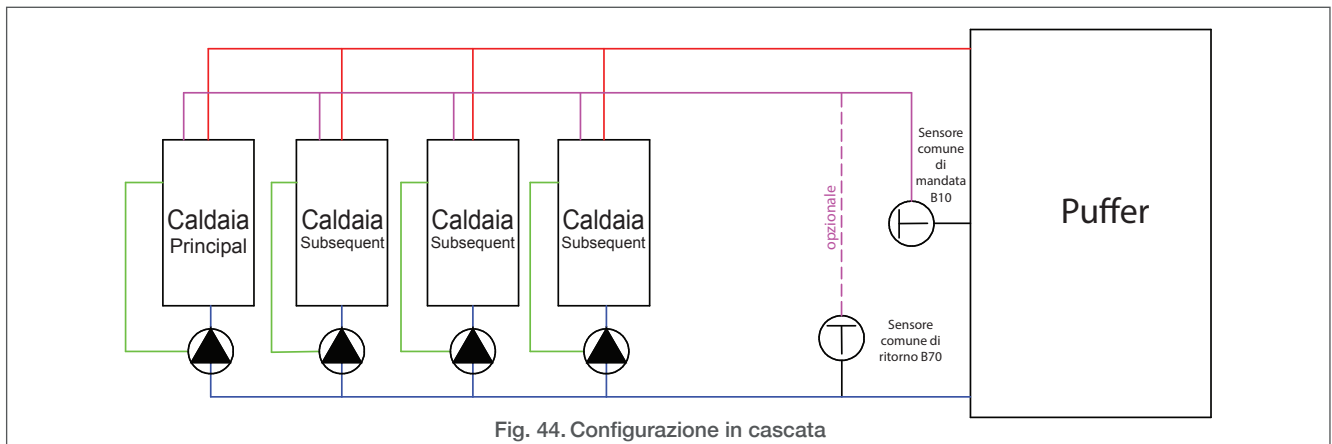 Caldaia
Principal
Caldaia
Subsequent
Caldaia
Subsequent
Caldaia
Subsequent
opzionale
Sensore
comune
di
mandata
B10
Sensore
comune di
ritorno B70
Puffer
Fig. 44. Configurazione in cascata